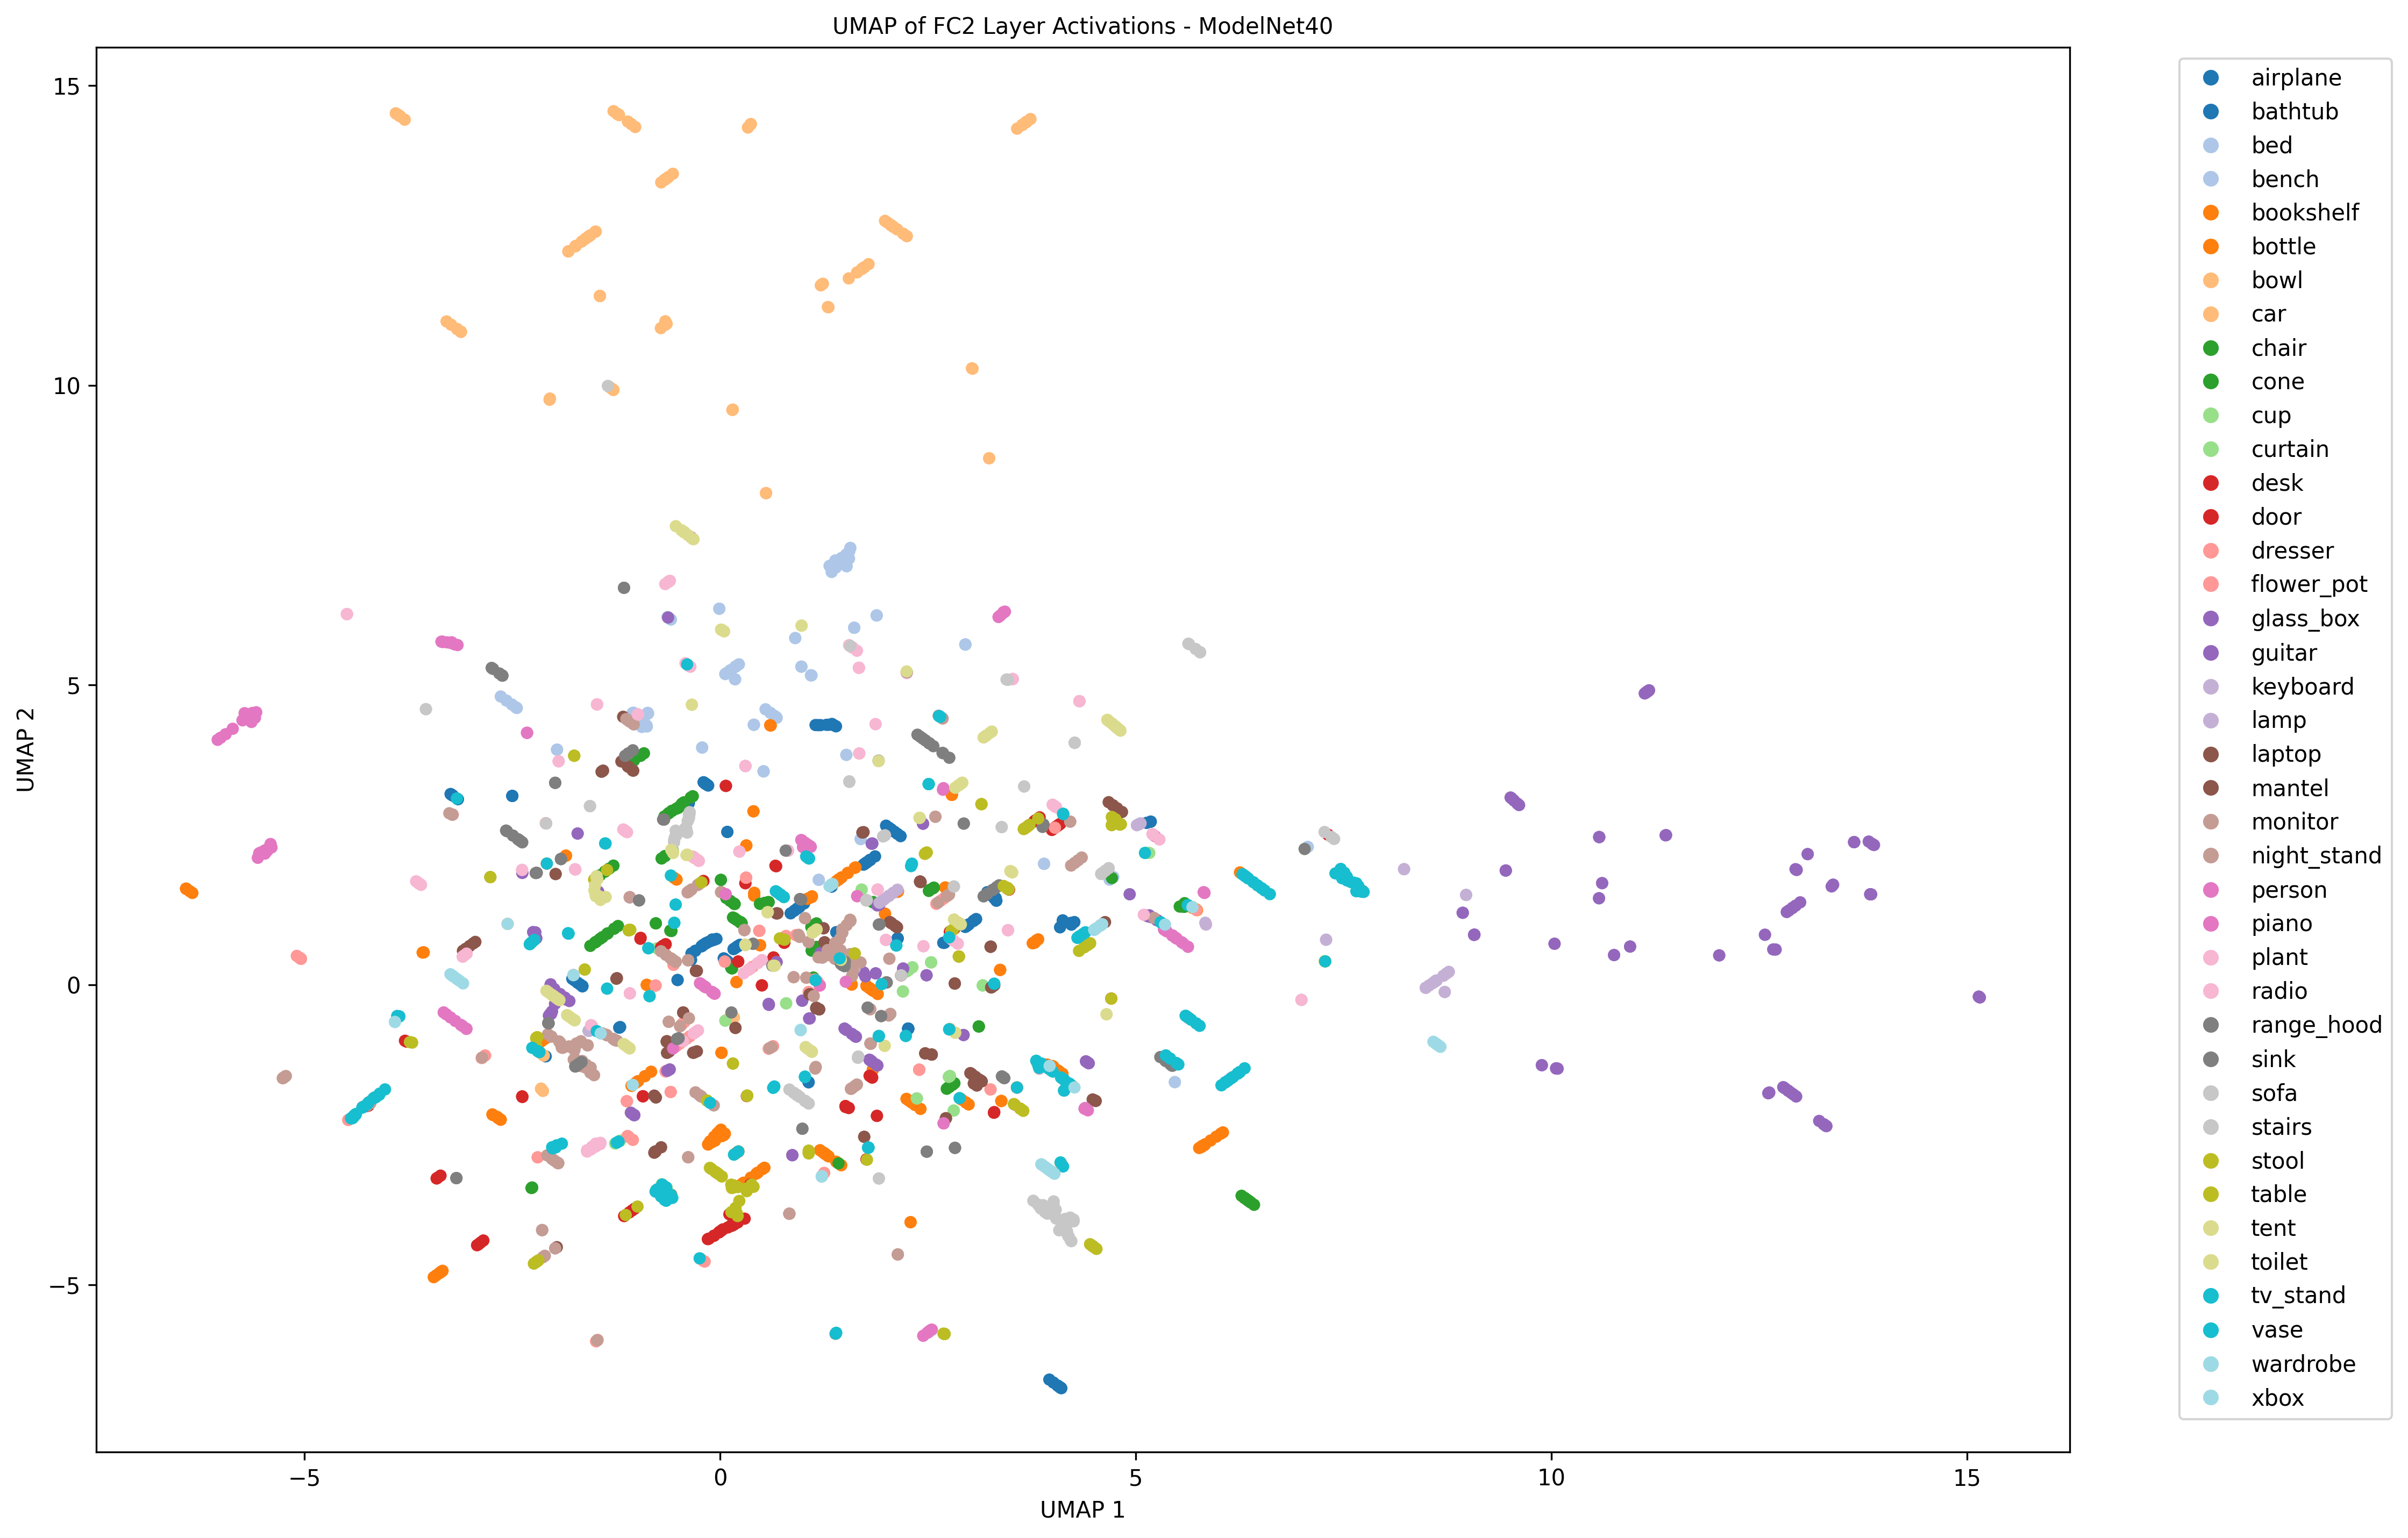 UMAP of FC2 Layer Activations - ModelNet40
15
10
5
0
−5
UMAP 2
−5
0
5
10
15
UMAP 1
airplane
bathtub
bed
bench
bookshelf
bottle
bowl
car
chair
cone
cup
curtain
desk
door
dresser
flower_pot
glass_box
guitar
keyboard
lamp
laptop
mantel
monitor
night_stand
person
piano
plant
radio
range_hood
sink
sofa
stairs
stool
table
tent
toilet
tv_stand
vase
wardrobe
xbox